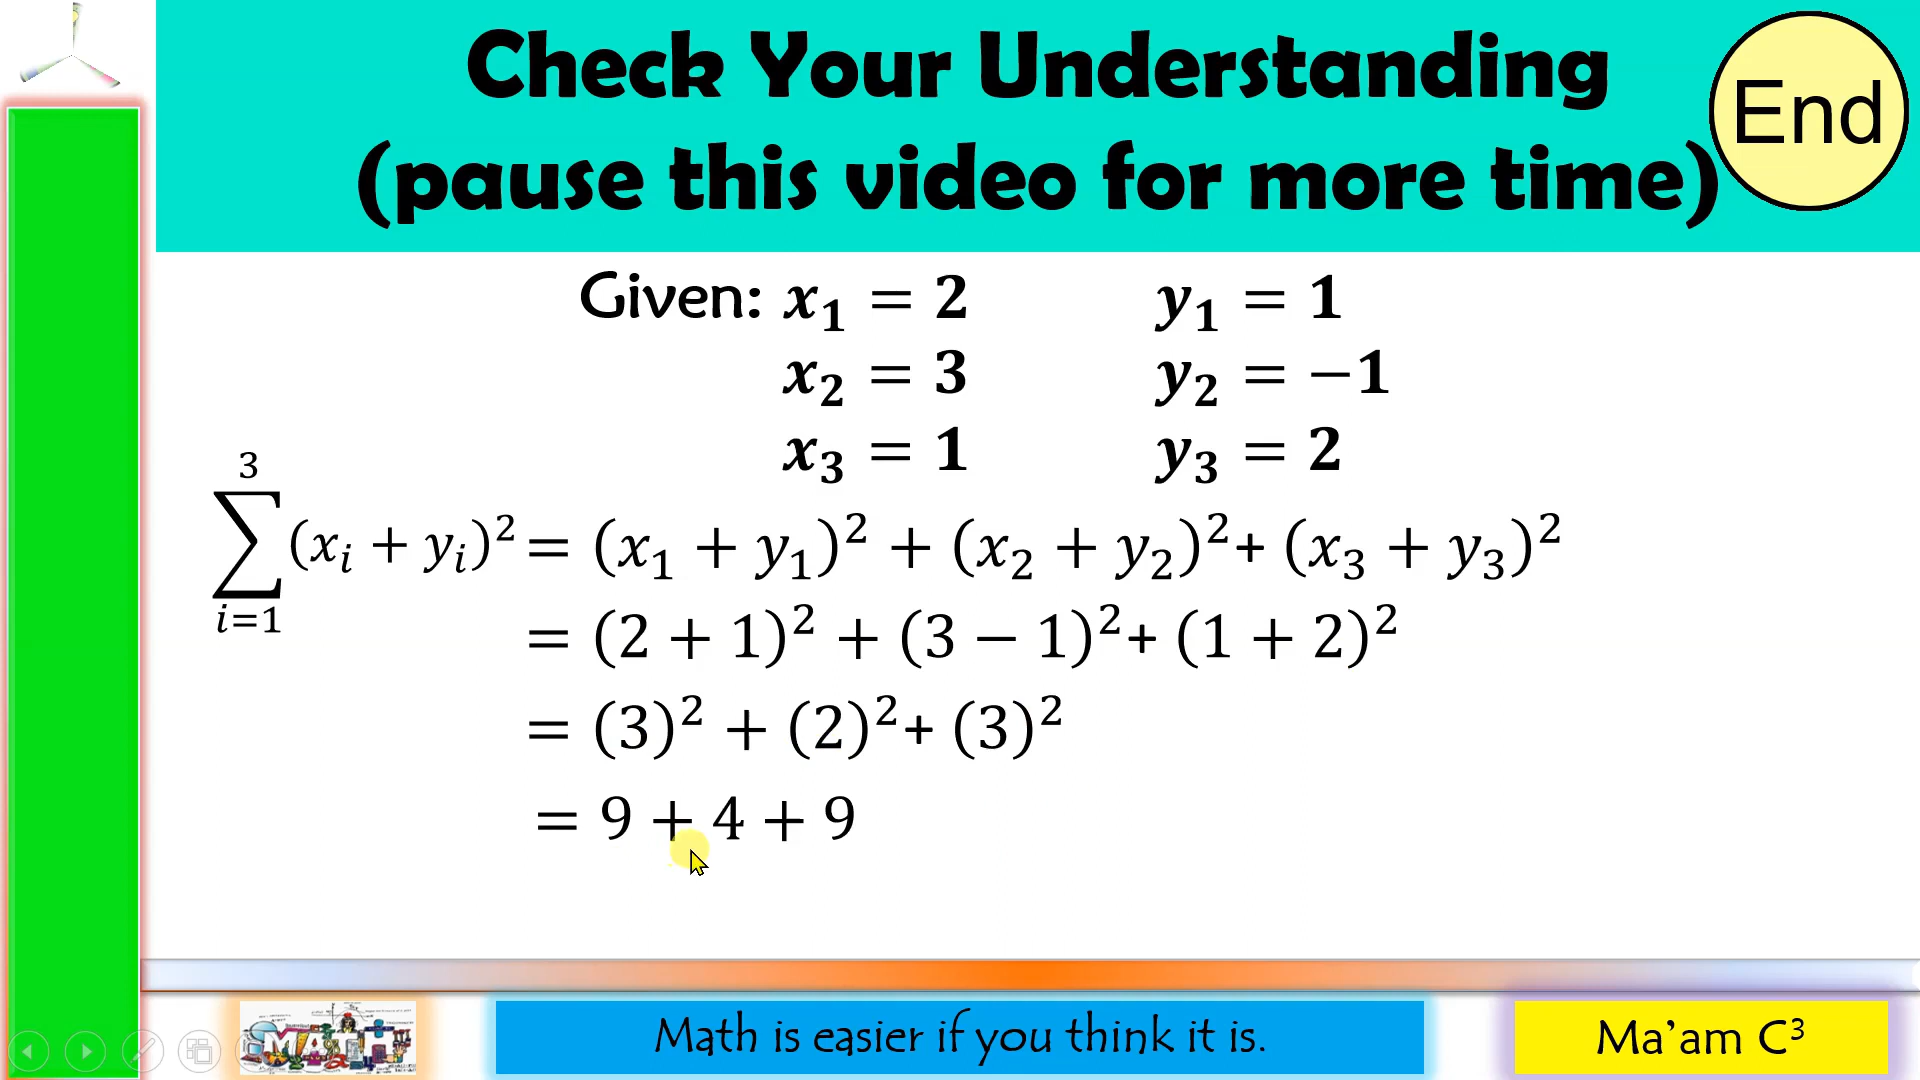 Check Your Understanding
(pause this video for more time)
End
Given: x₁ = 2 y₁ = 1
x₂ = 3 y₂ = −1
x₃ = 1 y₃ = 2
∑ᵢ₌₁³ (xᵢ + yᵢ)² = (x₁ + y₁)² + (x₂ + y₂)² + (x₃ + y₃)²
= (2 + 1)² + (3 − 1)² + (1 + 2)²
= (3)² + (2)² + (3)²
= 9 + 4 + 9
MATH
Math is easier if you think it is.
Ma’am C³